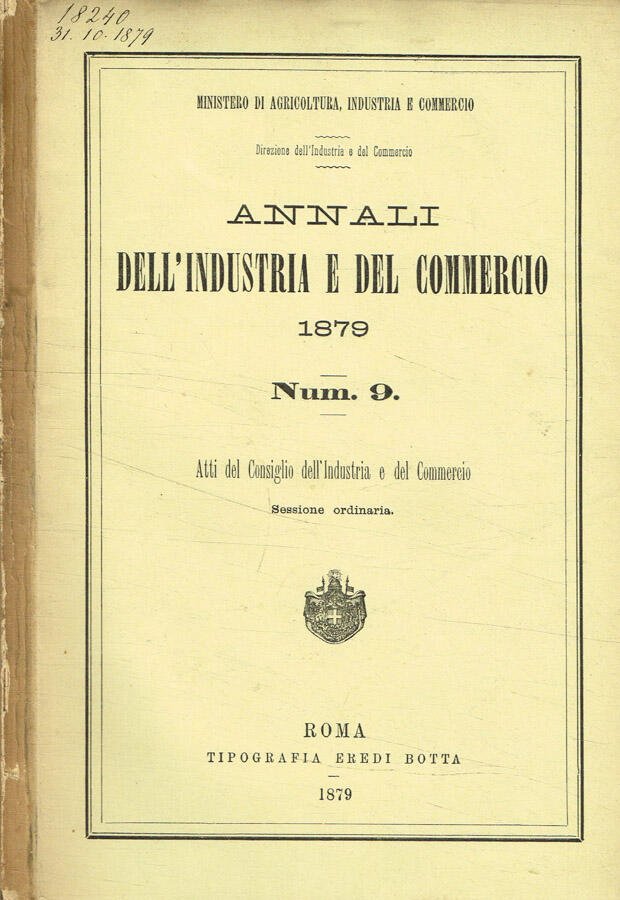 18240
31. 10. 1879
MINISTERO DI AGRICOLTURA, INDUSTRIA E COMMERCIO
Direzione dell'Industria e del Commercio
ANNALI
DELL'INDUSTRIA E DEL COMMERCIO
1879
Num. 9.
Atti del Consiglio dell'Industria e del Commercio
Sessione ordinaria.
ROMA
TIPOGRAFIA EREDI BOTTA
1879